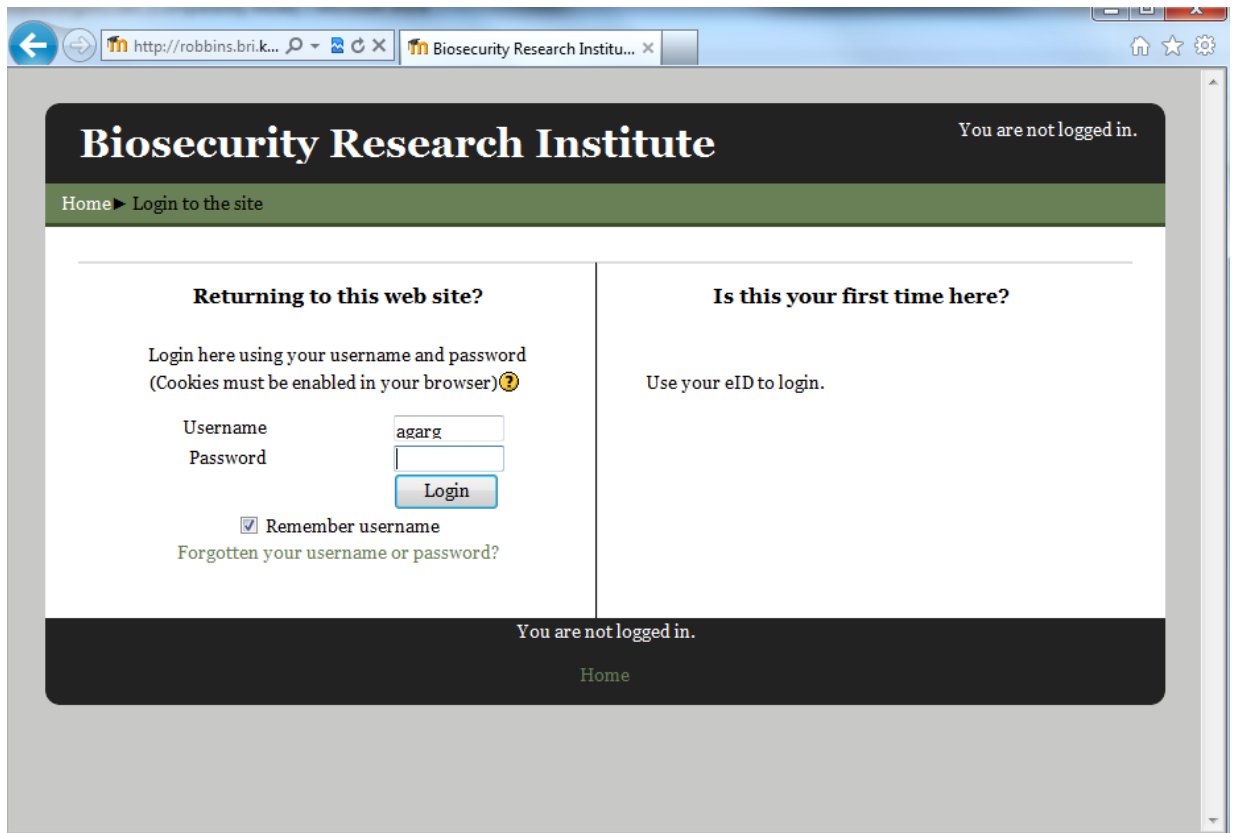 http://robbins.bri.k...
Biosecurity Research Institu...
Biosecurity Research Institute
You are not logged in.
Home► Login to the site
Returning to this web site?
Login here using your username and password
(Cookies must be enabled in your browser)
Username
agarg
Password
Login
Remember username
Forgotten your username or password?
Is this your first time here?
Use your eID to login.
You are not logged in.
Home